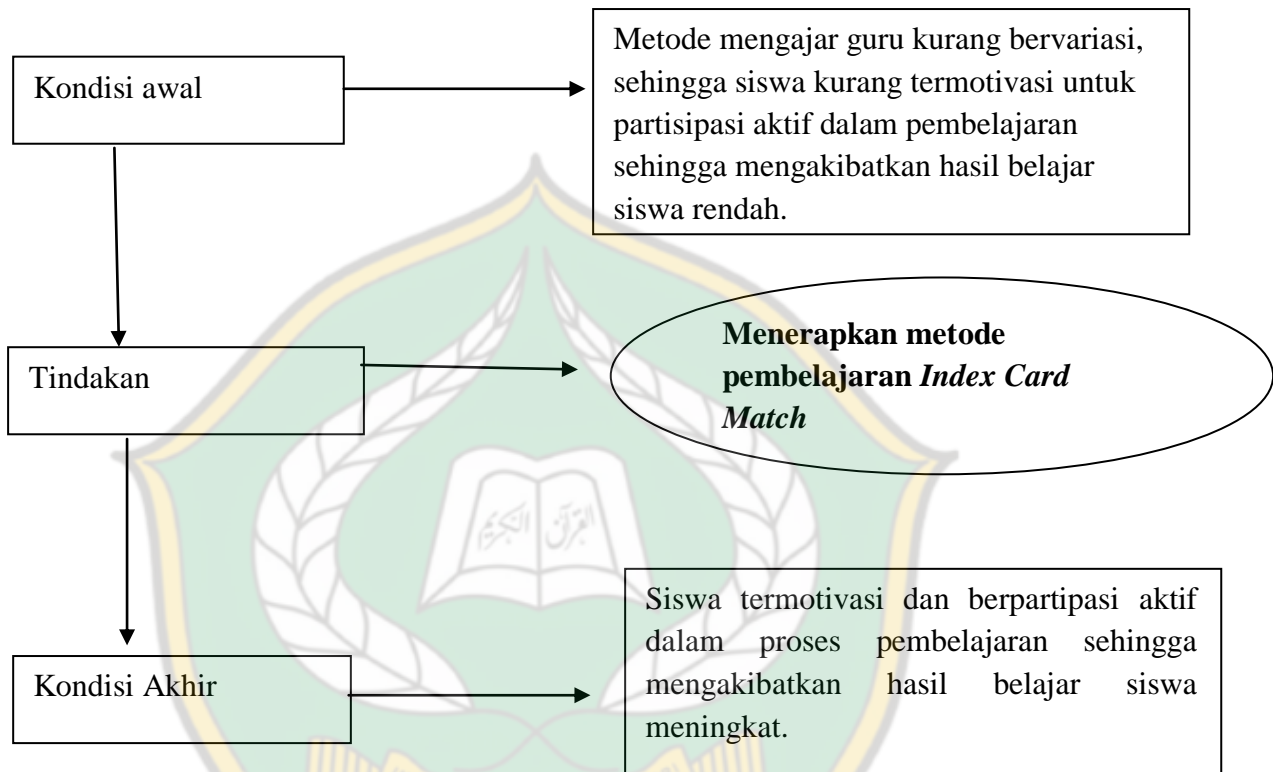 Kondisi awal
Metode mengajar guru kurang bervariasi,
sehingga siswa kurang termotivasi untuk
partisipasi aktif dalam pembelajaran
sehingga mengakibatkan hasil belajar
siswa rendah.
Tindakan
Menerapkan metode
pembelajaran Index Card
Match
القرآن الكريم
Kondisi Akhir
Siswa termotivasi dan berpartipasi aktif
dalam proses pembelajaran sehingga
mengakibatkan hasil belajar siswa
meningkat.